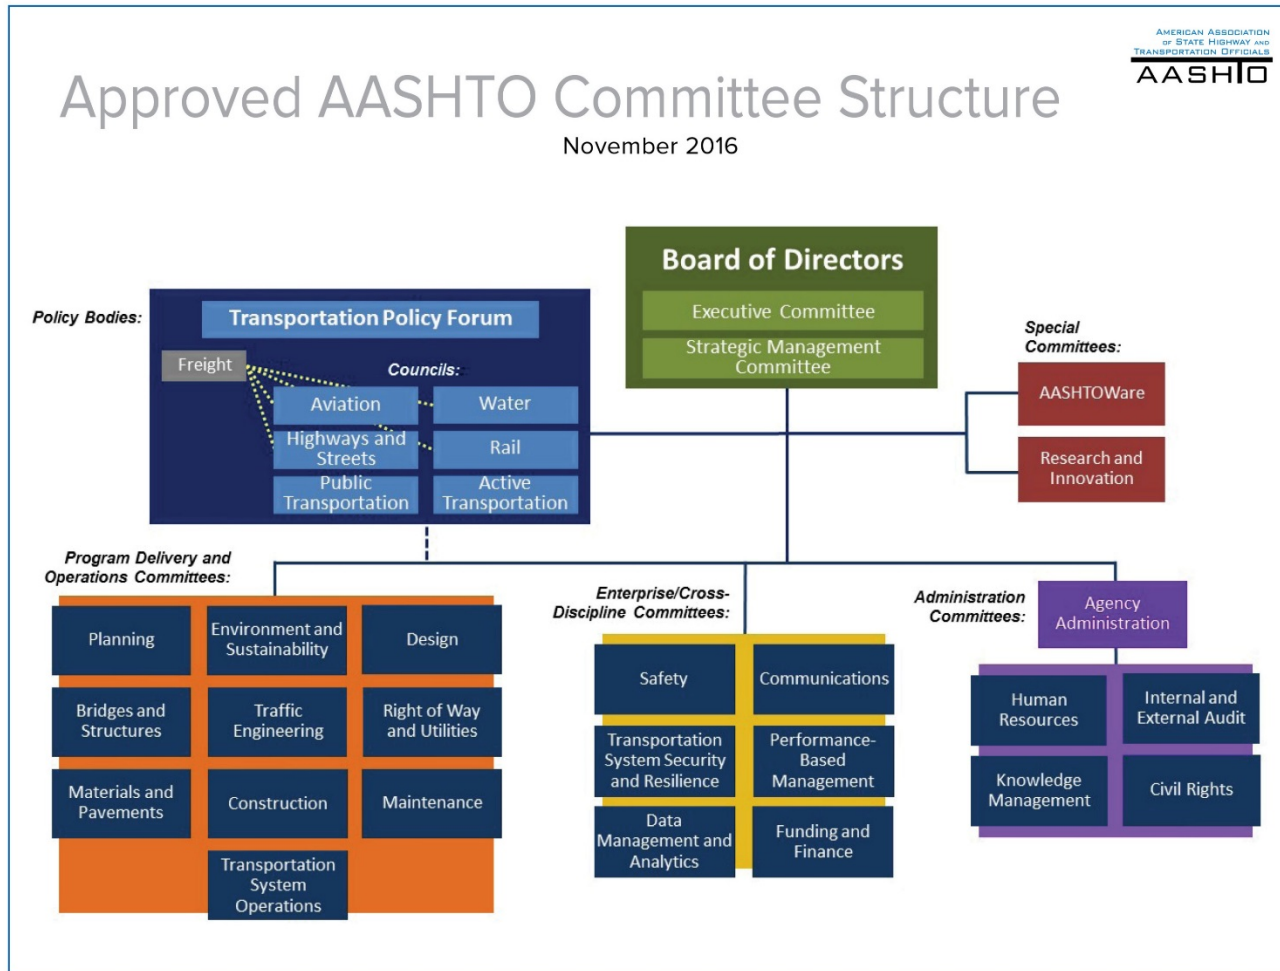 AMERICAN ASSOCIATION
OF STATE HIGHWAY AND
TRANSPORTATION OFFICIALS
AASHTO
Approved AASHTO Committee Structure
November 2016
Board of Directors
Executive Committee
Strategic Management
Committee
Policy Bodies:
Transportation Policy Forum
Freight
Councils:
Aviation
Water
Highways and
Streets
Rail
Public
Transportation
Active
Transportation
Special
Committees:
AASHTOWare
Research and
Innovation
Program Delivery and
Operations Committees:
Planning
Environment and
Sustainability
Design
Bridges and
Structures
Traffic
Engineering
Right of Way
and Utilities
Materials and
Pavements
Construction
Maintenance
Transportation
System
Operations
Enterprise/Cross-
Discipline Committees:
Safety
Communications
Transportation
System Security
and Resilience
Performance-
Based
Management
Data
Management and
Analytics
Funding and
Finance
Administration
Committees:
Agency
Administration
Human
Resources
Internal and
External Audit
Knowledge
Management
Civil Rights